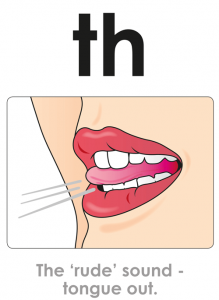 th
The ‘rude’ sound -
tongue out.